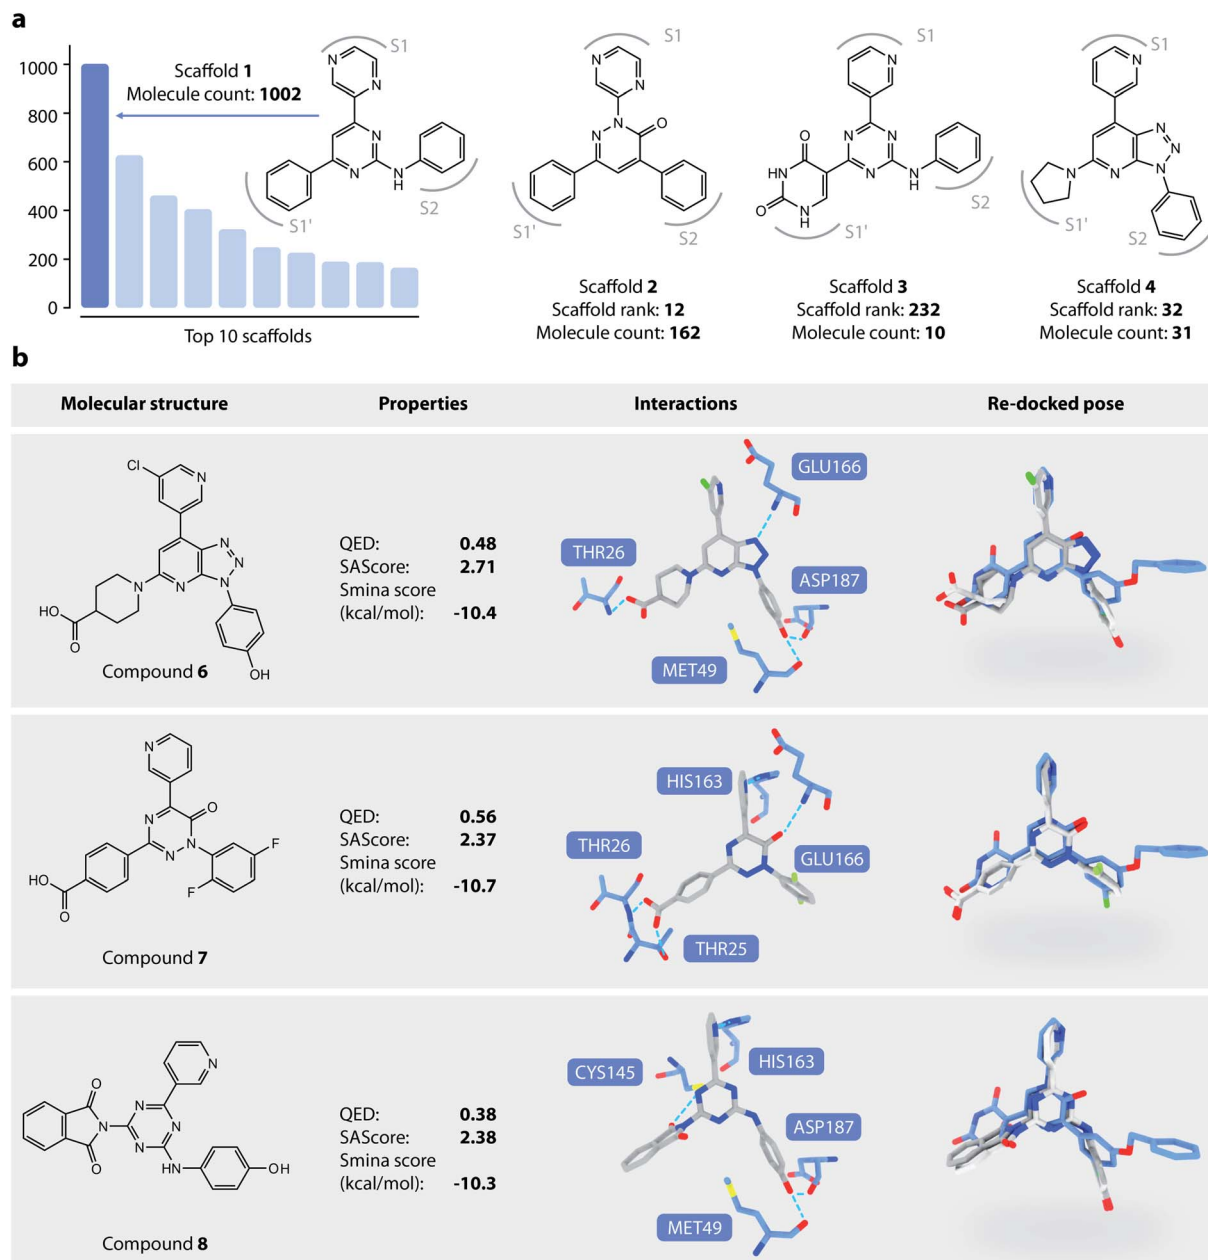 a
1000
800
600
400
200
0
Top 10 scaffolds
Scaffold 1
Molecule count: 1002
S1
N
N
N
N
N
H
S1'
S2
S1
N
N
N
N
O
S1'
S2
Scaffold 2
Scaffold rank: 12
Molecule count: 162
S1
N
N
N
N
O
HN
O
N
H
N
H
S1'
S2
Scaffold 3
Scaffold rank: 232
Molecule count: 10
S1
N
N
N
N
N
N
S1'
S2
Scaffold 4
Scaffold rank: 32
Molecule count: 31
b
Molecular structure Properties Interactions Re-docked pose
Cl
N
N
N
N
N
N
HO
O
OH
Compound 6
QED: 0.48
SAScore: 2.71
Smina score
(kcal/mol): -10.4
GLU166
THR26
ASP187
MET49
N
O
N
N
N
F
F
HO
O
Compound 7
QED: 0.56
SAScore: 2.37
Smina score
(kcal/mol): -10.7
HIS163
THR26
GLU166
THR25
N
O
N
N
N
N
O
NH
OH
Compound 8
QED: 0.38
SAScore: 2.38
Smina score
(kcal/mol): -10.3
CYS145
HIS163
ASP187
MET49